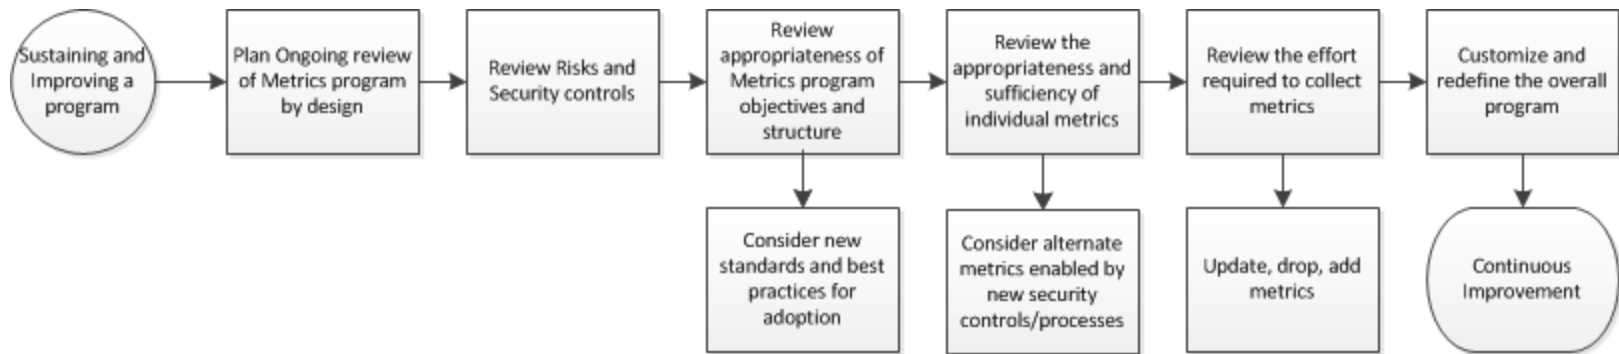 Sustaining and
Improving a
program
Plan Ongoing review
of Metrics program
by design
Review Risks and
Security controls
Review
appropriateness of
Metrics program
objectives and
structure
Review the
appropriateness and
sufficiency of
individual metrics
Review the effort
required to collect
metrics
Customize and
redefine the overall
program
Consider new
standards and best
practices for
adoption
Consider alternate
metrics enabled by
new security
controls/processes
Update, drop, add
metrics
Continuous
Improvement